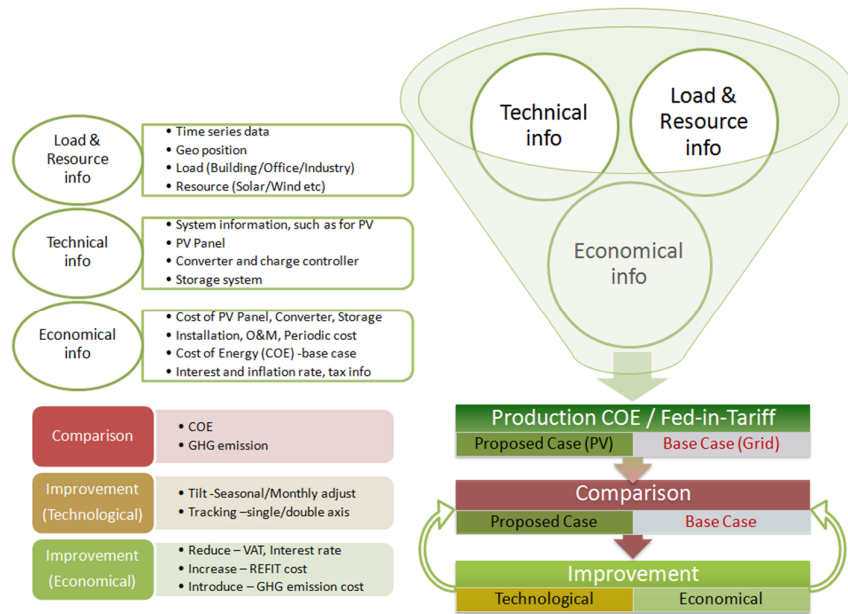 Load &
Resource
info
• Time series data
• Geo position
• Load (Building/Office/Industry)
• Resource (Solar/Wind etc)
Technical
info
• System information, such as for PV
• PV Panel
• Converter and charge controller
• Storage system
Economical
info
• Cost of PV Panel, Converter, Storage
• Installation, O&M, Periodic cost
• Cost of Energy (COE) -base case
• Interest and inflation rate, tax info
Comparison
• COE
• GHG emission
Improvement
(Technological)
• Tilt -Seasonal/Monthly adjust
• Tracking –single/double axis
Improvement
(Economical)
• Reduce – VAT, Interest rate
• Increase – REFIT cost
• Introduce – GHG emission cost
Technical
info
Load &
Resource
info
Economical
info
Production COE / Fed-in-Tariff
Proposed Case (PV) Base Case (Grid)
Comparison
Proposed Case Base Case
Improvement
Technological Economical